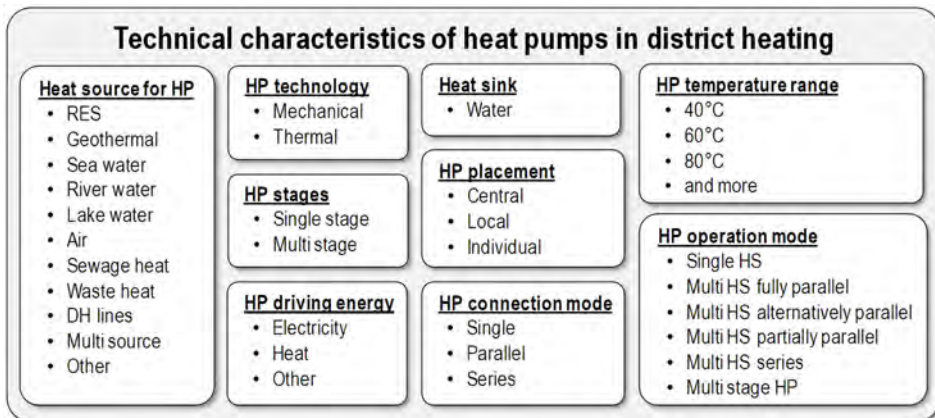 Technical characteristics of heat pumps in district heating
Heat source for HP
• RES
• Geothermal
• Sea water
• River water
• Lake water
• Air
• Sewage heat
• Waste heat
• DH lines
• Multi source
• Other
HP technology
• Mechanical
• Thermal
HP stages
• Single stage
• Multi stage
HP driving energy
• Electricity
• Heat
• Other
Heat sink
• Water
HP placement
• Central
• Local
• Individual
HP connection mode
• Single
• Parallel
• Series
HP temperature range
• 40°C
• 60°C
• 80°C
• and more
HP operation mode
• Single HS
• Multi HS fully parallel
• Multi HS alternatively parallel
• Multi HS partially parallel
• Multi HS series
• Multi stage HP